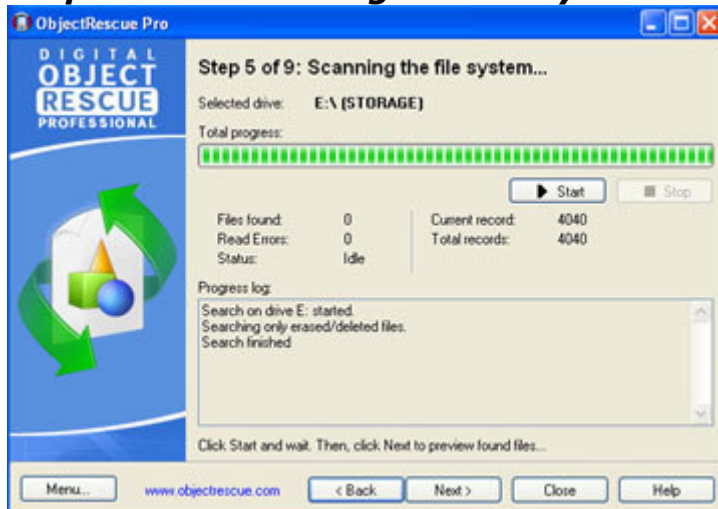 ObjectRescue Pro
DIGITAL
OBJECT
RESCUE
PROFESSIONAL
Step 5 of 9: Scanning the file system...
Selected drive: E:\ (STORAGE)
Total progress:
Start Stop
Files found: 0 Current record: 4040
Read Errors: 0 Total records: 4040
Status: Idle
Progress log:
Search on drive E: started.
Searching only erased/deleted files.
Search finished
Click Start and wait. Then, click Next to preview found files...
Menu... www.objectrescue.com < Back Next > Close Help